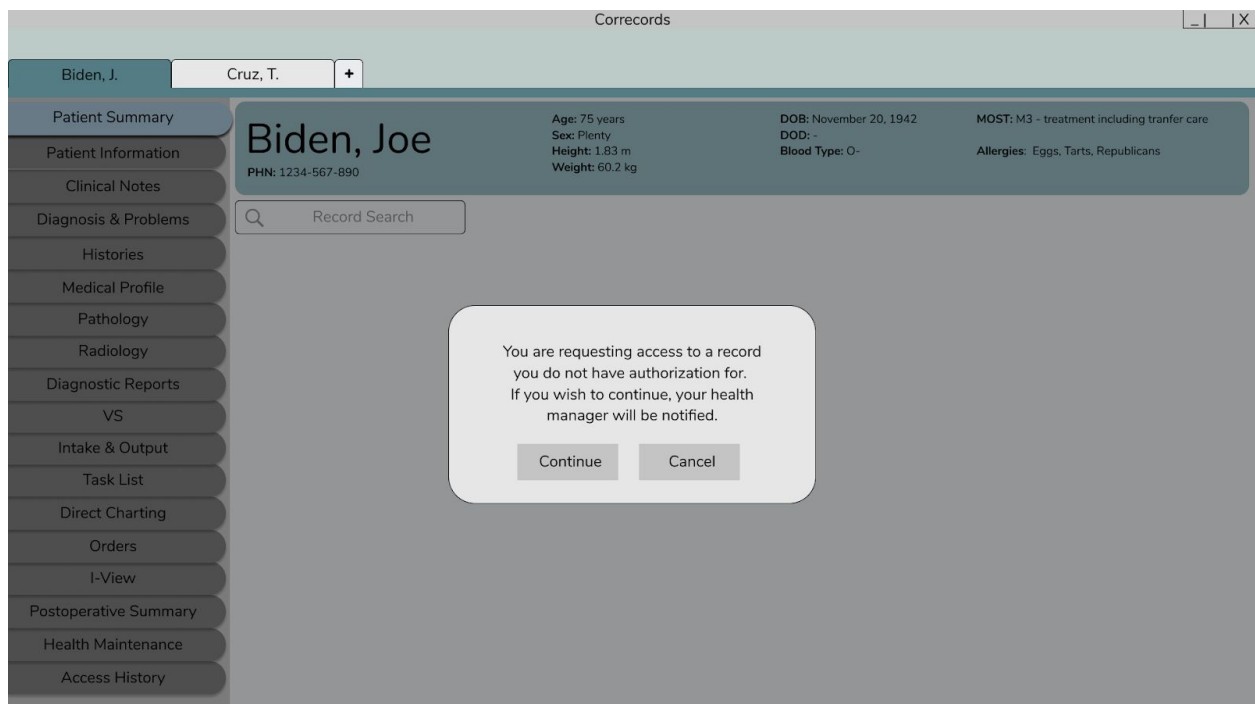 Correcords
_| |X
Biden, J.
Cruz, T.
+
Patient Summary
Patient Information
Clinical Notes
Diagnosis & Problems
Histories
Medical Profile
Pathology
Radiology
Diagnostic Reports
VS
Intake & Output
Task List
Direct Charting
Orders
I-View
Postoperative Summary
Health Maintenance
Access History
Biden, Joe
PHN: 1234-567-890
Age: 75 years
Sex: Plenty
Height: 1.83 m
Weight: 60.2 kg
DOB: November 20, 1942
DOD: -
Blood Type: O-
MOST: M3 - treatment including tranfer care
Allergies: Eggs, Tarts, Republicans
Record Search
You are requesting access to a record
you do not have authorization for.
If you wish to continue, your health
manager will be notified.
Continue
Cancel